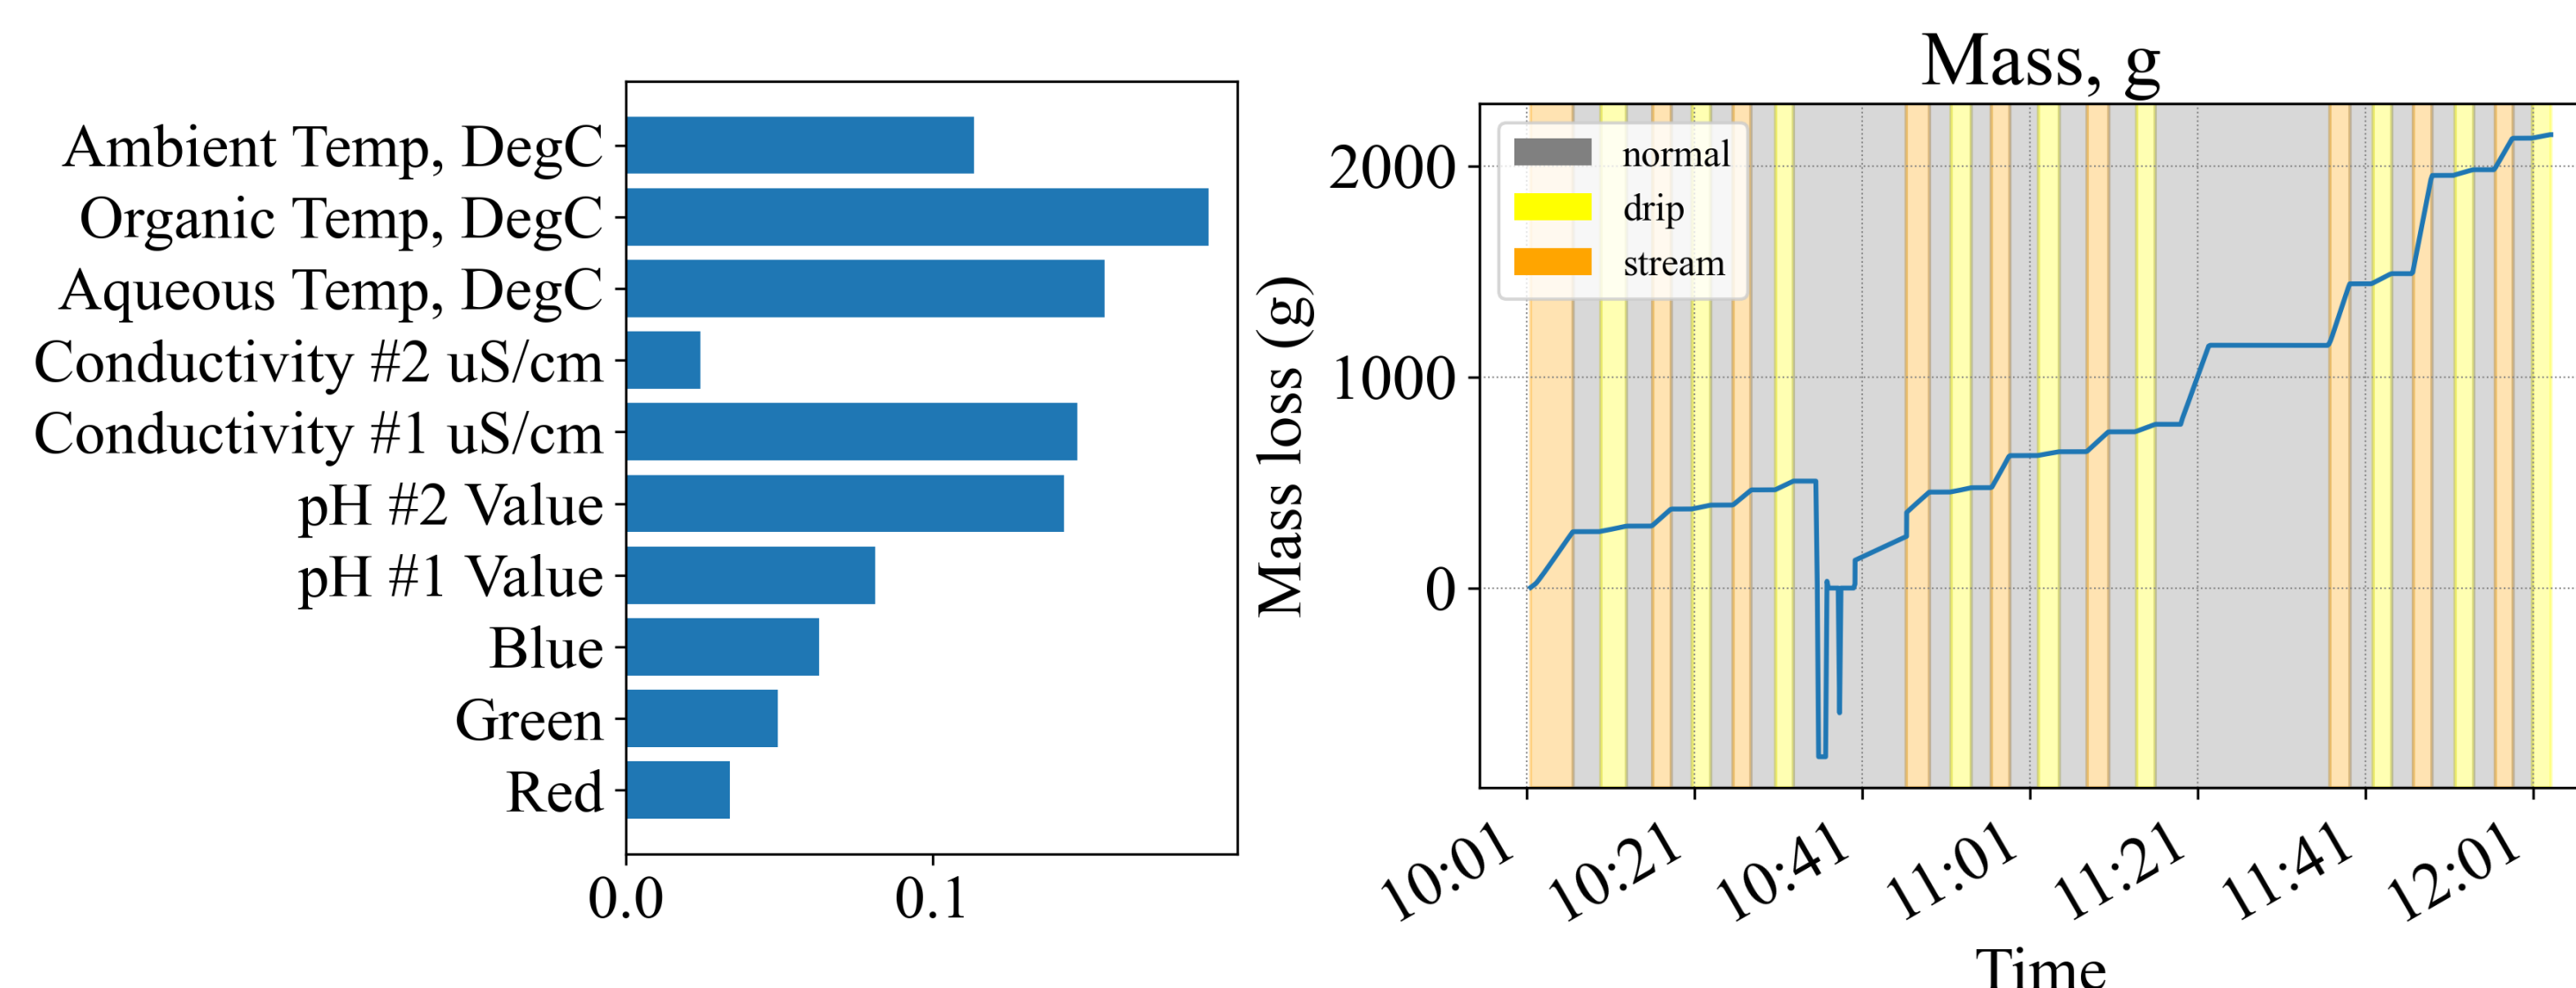 Ambient Temp, DegC
Organic Temp, DegC
Aqueous Temp, DegC
Conductivity #2 uS/cm
Conductivity #1 uS/cm
pH #2 Value
pH #1 Value
Blue
Green
Red
0.0
0.1
Mass, g
Mass loss (g)
2000
1000
0
normal
drip
stream
10:01
10:21
10:41
11:01
11:21
11:41
12:01
Time